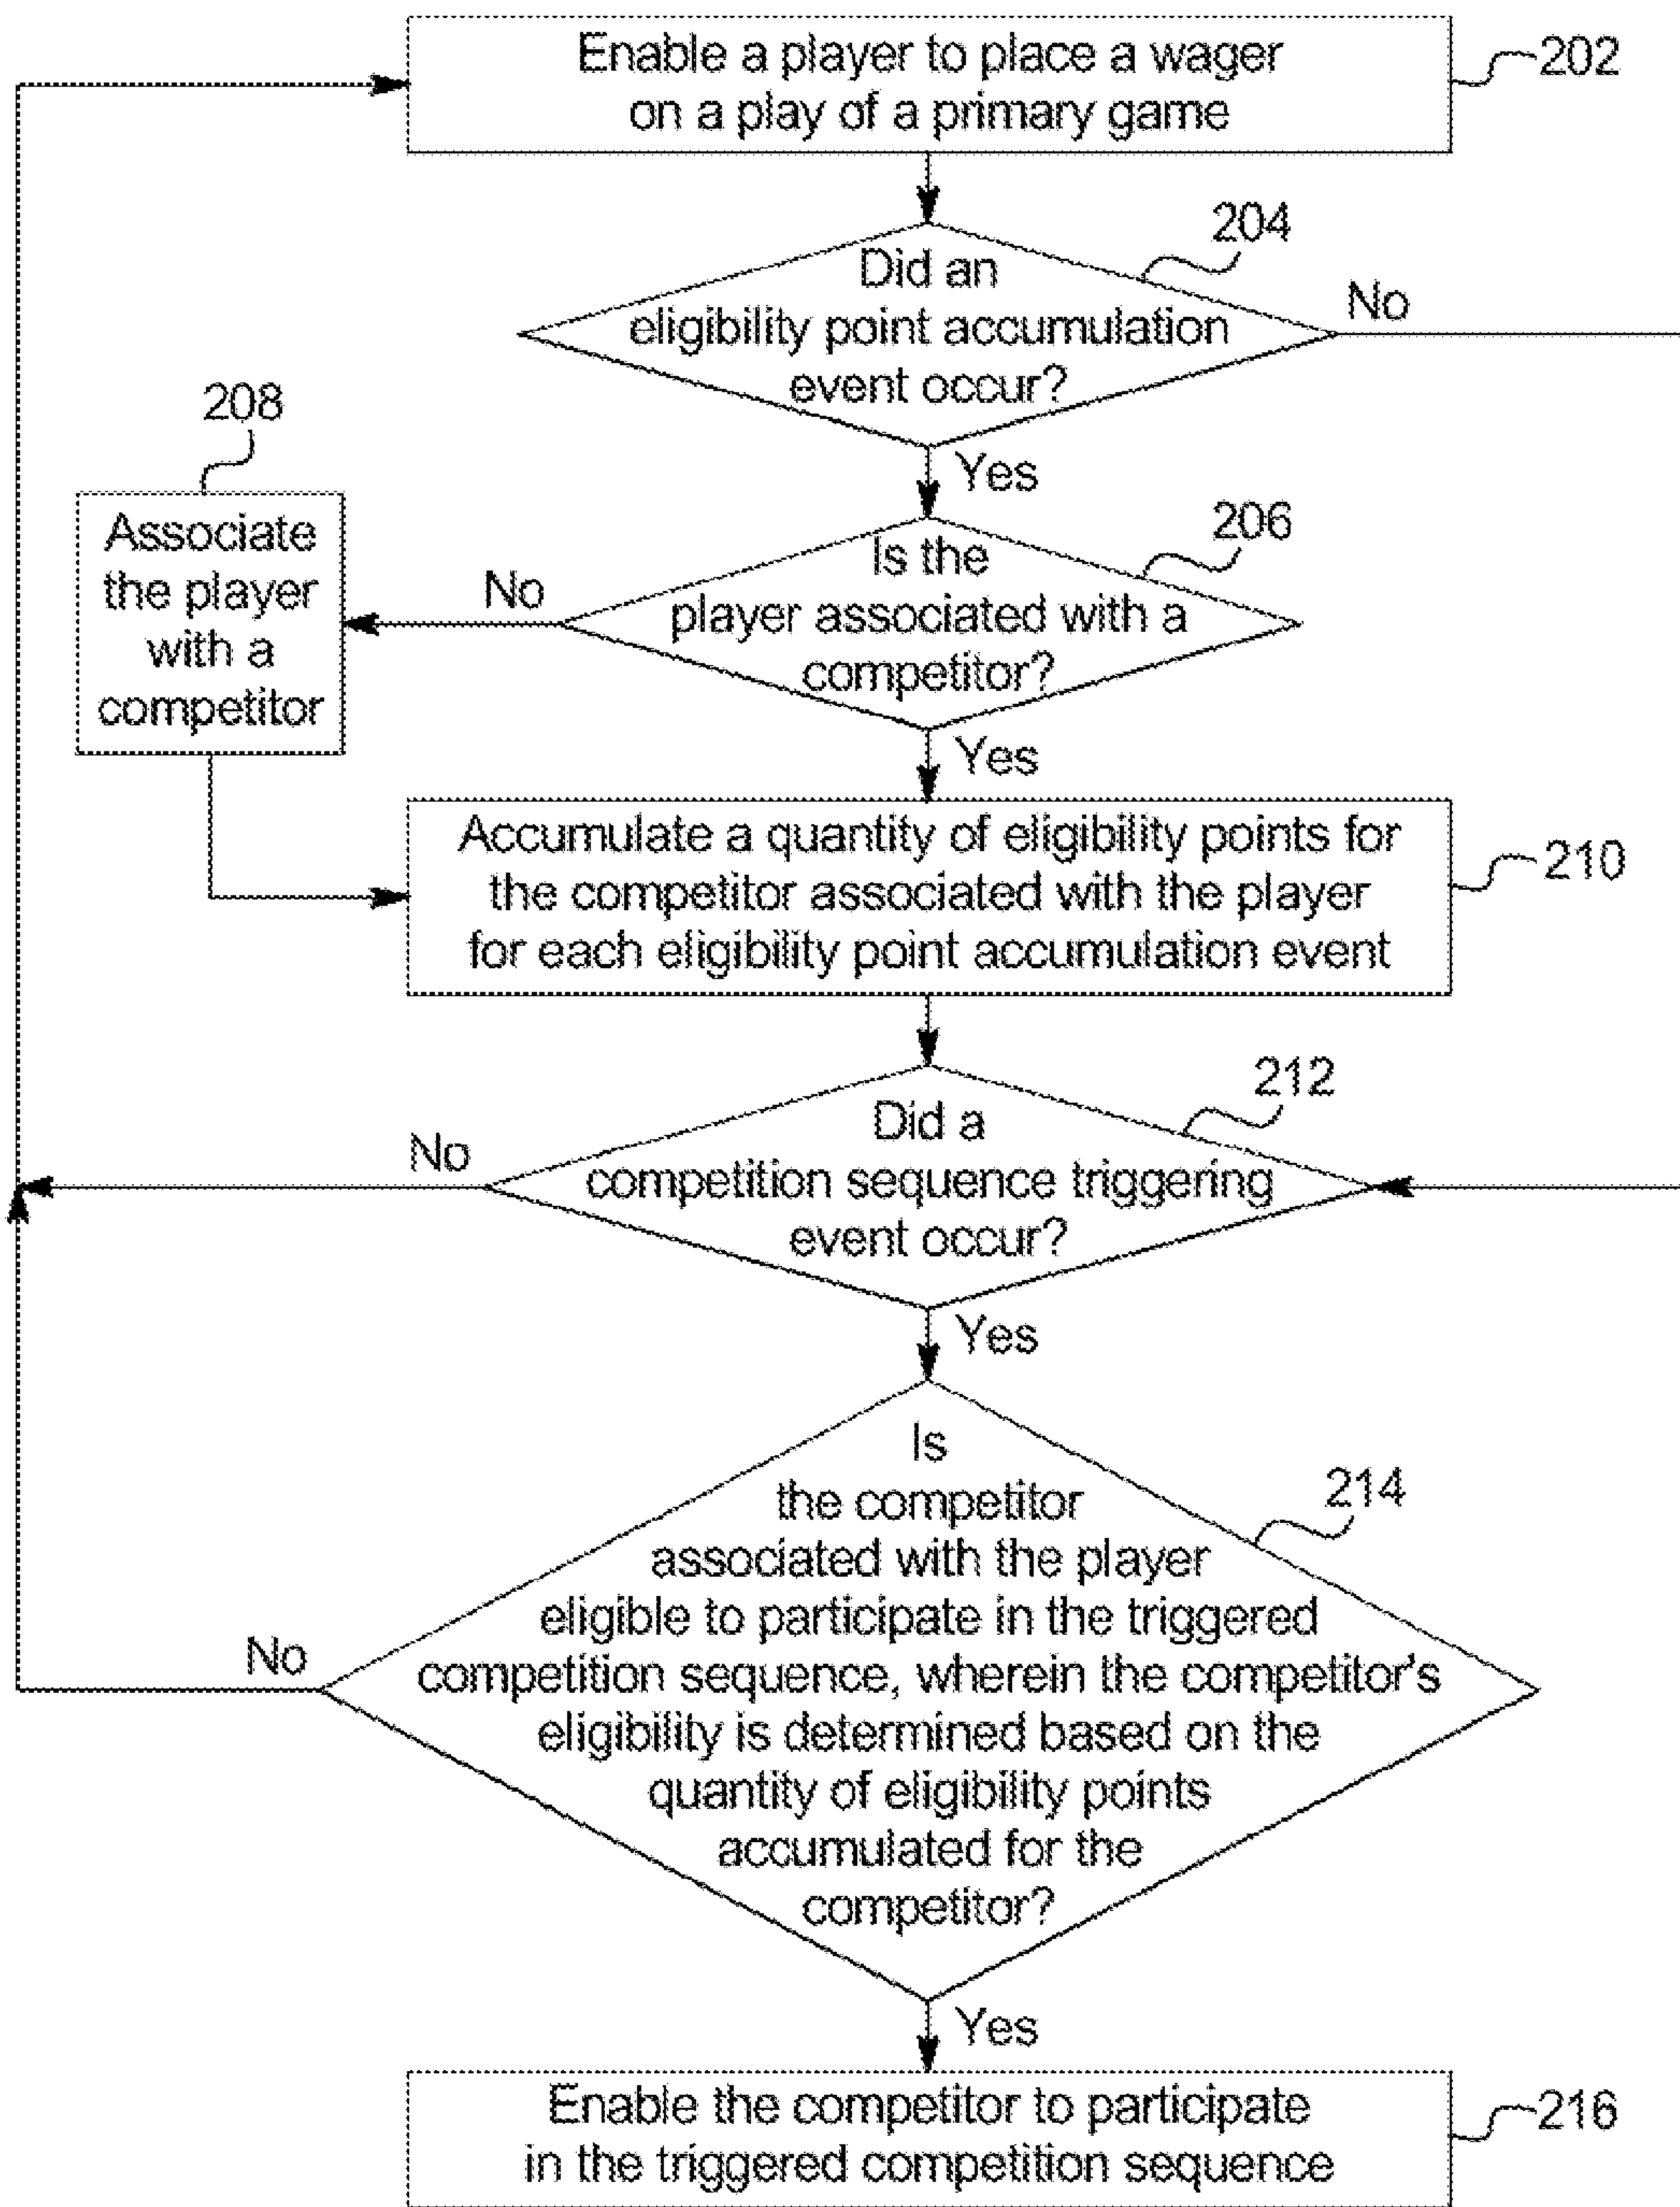 Enable a player to place a wager
on a play of a primary game
202
204
Did an
eligibility point accumulation
event occur?
No
Yes
208
Associate
the player
with a
competitor
206
Is the
player associated with a
competitor?
No
Yes
Accumulate a quantity of eligibility points for
the competitor associated with the player
for each eligibility point accumulation event
210
212
Did a
competition sequence triggering
event occur?
No
Yes
214
Is
the competitor
associated with the player
eligible to participate in the triggered
competition sequence, wherein the competitor's
eligibility is determined based on the
quantity of eligibility points
accumulated for the
competitor?
No
Yes
Enable the competitor to participate
in the triggered competition sequence
216